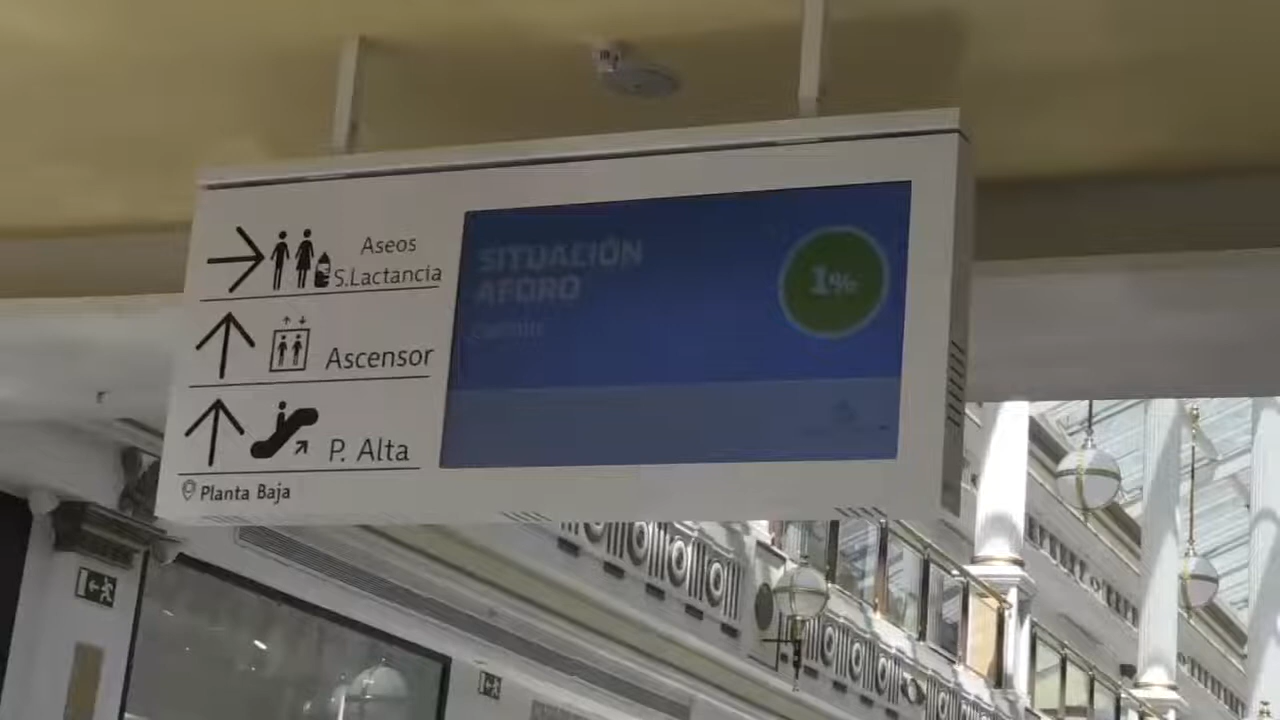 Aseos
S.Lactancia
Ascensor
P. Alta
Planta Baja
SITUACIÓN
AFORO
1%